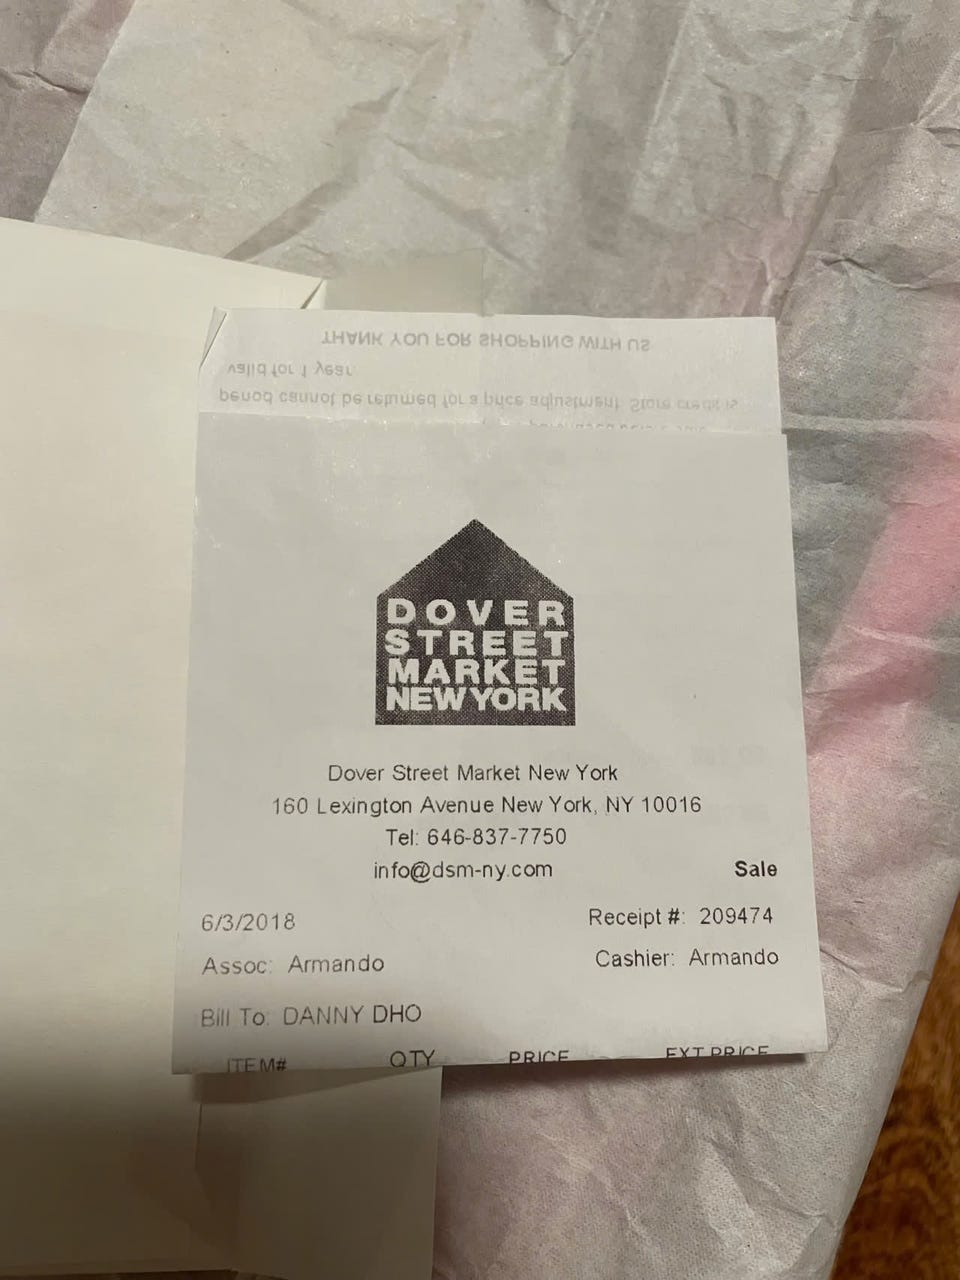 THANK YOU FOR SHOPPING WITH US
valid for 1 year
period cannot be returned for a price adjustment. Store credit is
DOVER
STREET
MARKET
NEW YORK
Dover Street Market New York
160 Lexington Avenue New York, NY 10016
Tel: 646-837-7750
info@dsm-ny.com
Sale
6/3/2018 Receipt #: 209474
Assoc: Armando Cashier: Armando
Bill To: DANNY DHO
ITEM# QTY PRICE EXT PRICE